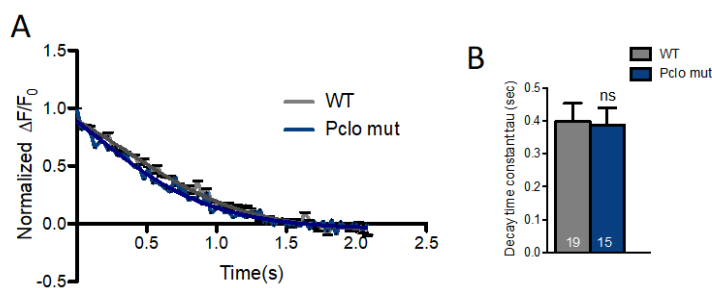 A
1.5
1.0
0.5
0.0
-0.5
Normalized ΔF/F0
0.5
1.0
1.5
2.0
2.5
Time(s)
WT
Pclo mut
B
WT
Pclo mut
0.5
0.4
0.3
0.2
0.1
0.0
Decay time constant tau (sec)
ns
19
15